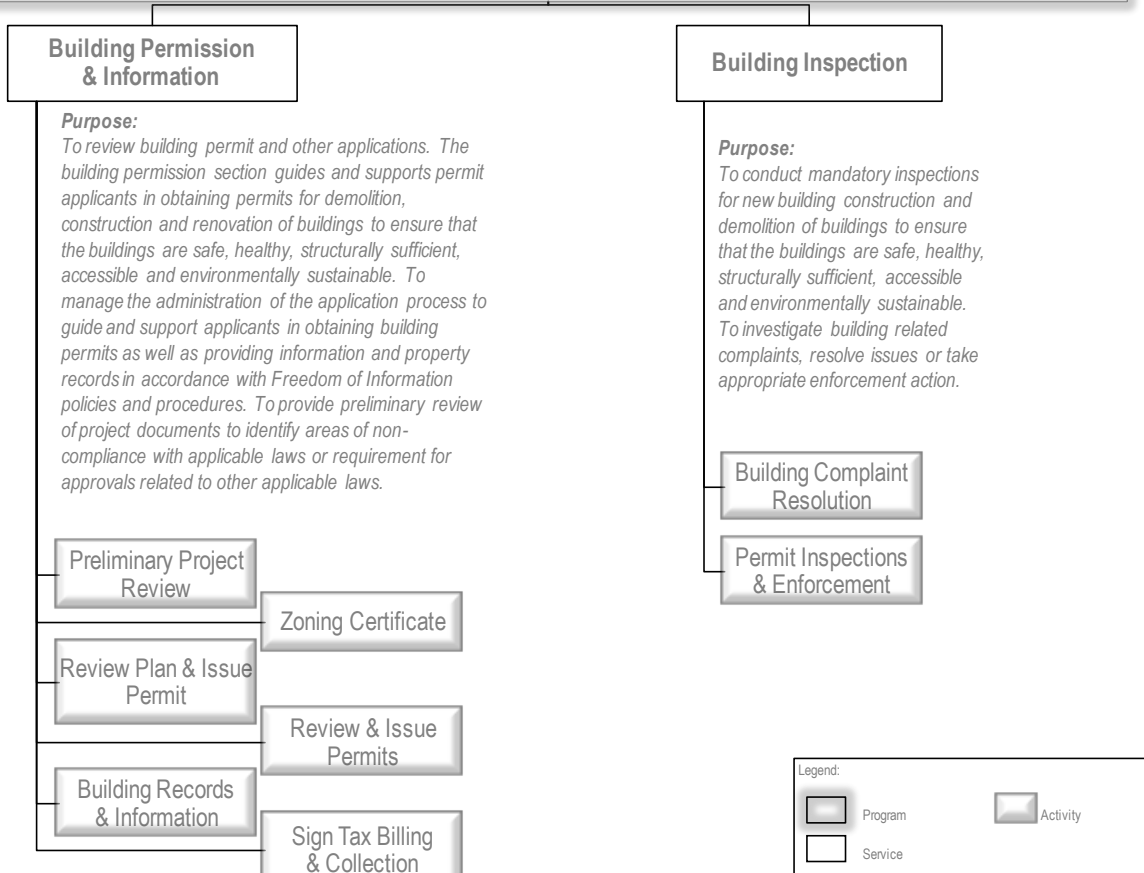 Building Permission
& Information
Purpose:
To review building permit and other applications. The
building permission section guides and supports permit
applicants in obtaining permits for demolition,
construction and renovation of buildings to ensure that
the buildings are safe, healthy, structurally sufficient,
accessible and environmentally sustainable. To
manage the administration of the application process to
guide and support applicants in obtaining building
permits as well as providing information and property
records in accordance with Freedom of Information
policies and procedures. To provide preliminary review
of project documents to identify areas of non-
compliance with applicable laws or requirement for
approvals related to other applicable laws.
Preliminary Project
Review
Zoning Certificate
Review Plan & Issue
Permit
Review & Issue
Permits
Building Records
& Information
Sign Tax Billing
& Collection
Building Inspection
Purpose:
To conduct mandatory inspections
for new building construction and
demolition of buildings to ensure
that the buildings are safe, healthy,
structurally sufficient, accessible
and environmentally sustainable.
To investigate building related
complaints, resolve issues or take
appropriate enforcement action.
Building Complaint
Resolution
Permit Inspections
& Enforcement
Legend:
Program
Activity
Service